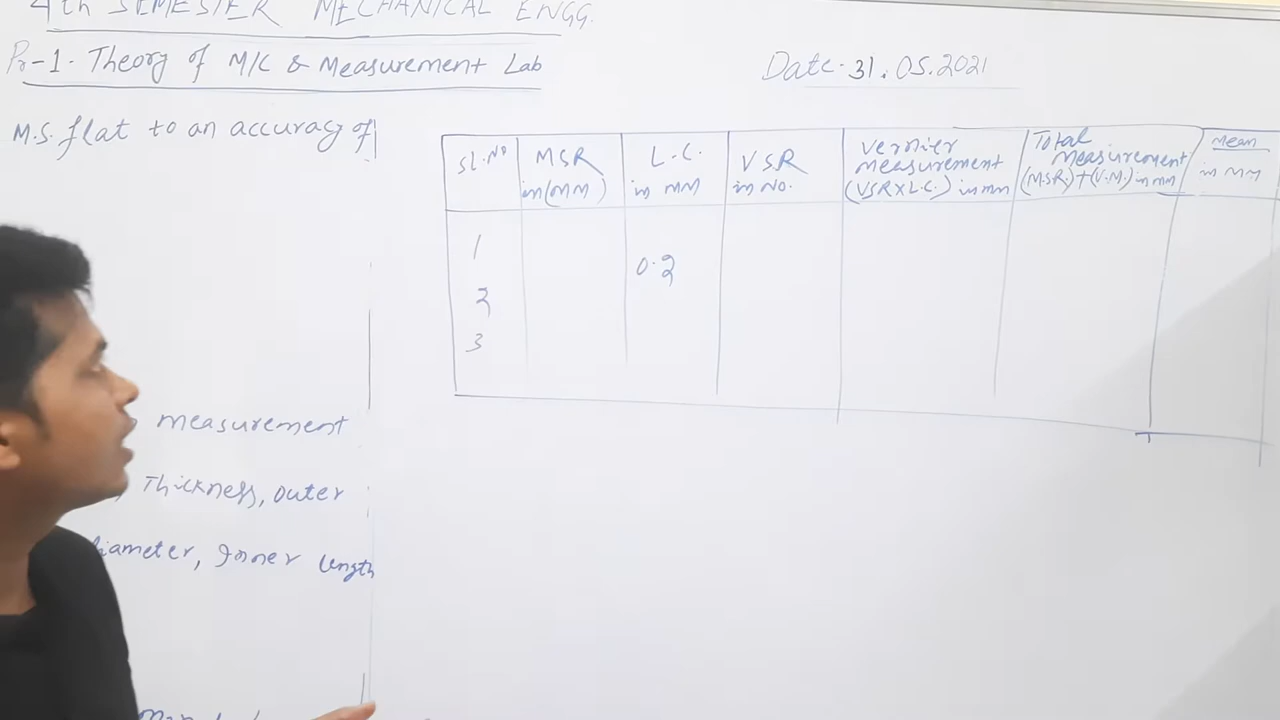 4th SEMESTER MECHANICAL ENGG.
Pr-1. Theory of M/C & Measurement Lab
Date. 31.05.2021
M.S. flat to an accuracy of
measurement
Thickness, outer
diameter, Inner length
Sl. No
MSR
in (MM)
L.C.
in MM
VSR
in No.
Vernier
measurement
(VSR X L.C.) in mm
Total
Measurement
(M.S.R.) + (V.M.) in mm
Mean
in MM
1
0.2
2
3